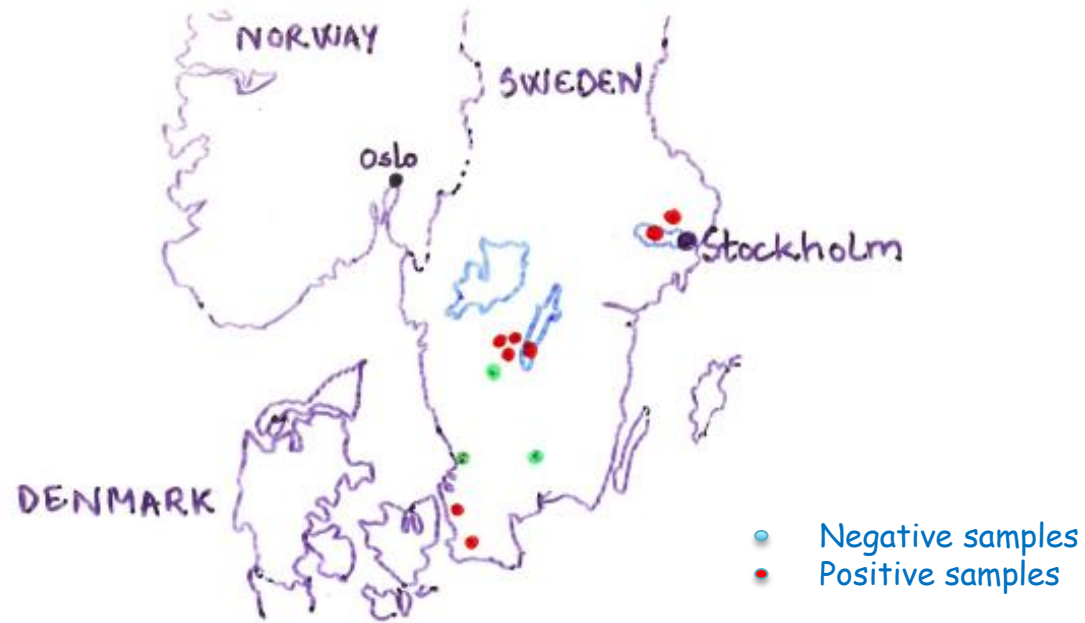 NORWAY
SWEDEN
Oslo
Stockholm
DENMARK
Negative samples
Positive samples